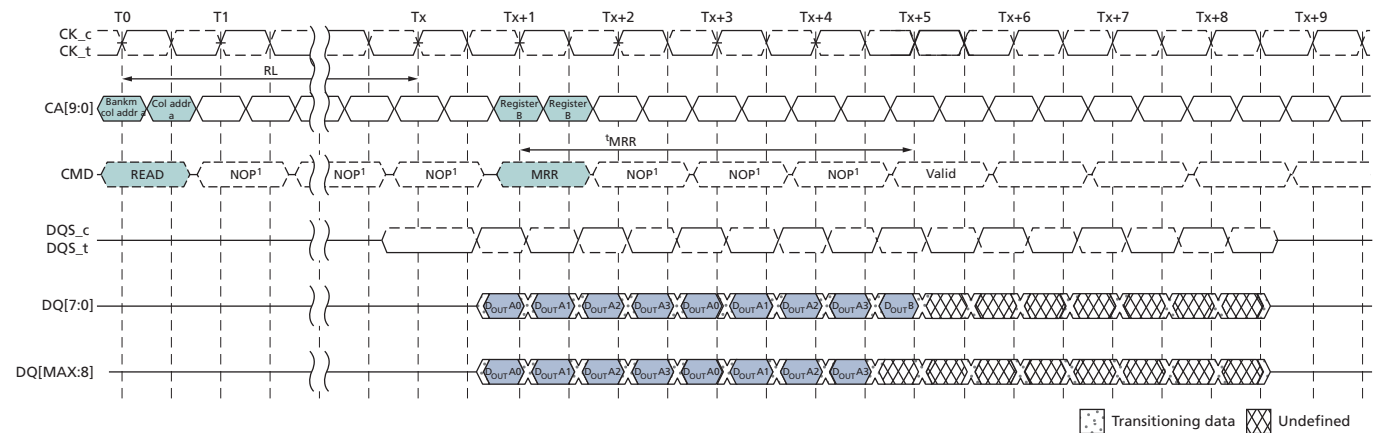 T0 T1 Tx Tx+1 Tx+2 Tx+3 Tx+4 Tx+5 Tx+6 Tx+7 Tx+8 Tx+9
CK_c
CK_t
RL
CA[9:0] Bankm col addr a Col addr a Register B Register B
tMRR
CMD READ NOP1 NOP1 NOP1 MRR NOP1 NOP1 NOP1 Valid
DQS_c
DQS_t
DQ[7:0] DOUTA0 DOUTA1 DOUTA2 DOUTA3 DOUTA0 DOUTA1 DOUTA2 DOUTA3 DOUTB
DQ[MAX:8] DOUTA0 DOUTA1 DOUTA2 DOUTA3 DOUTA0 DOUTA1 DOUTA2 DOUTA3
Transitioning data Undefined